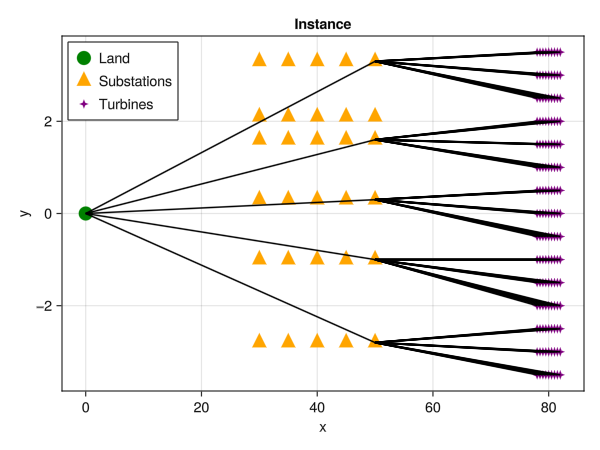 Instance
Land
Substations
Turbines
y
2
0
−2
0
20
40
60
80
x